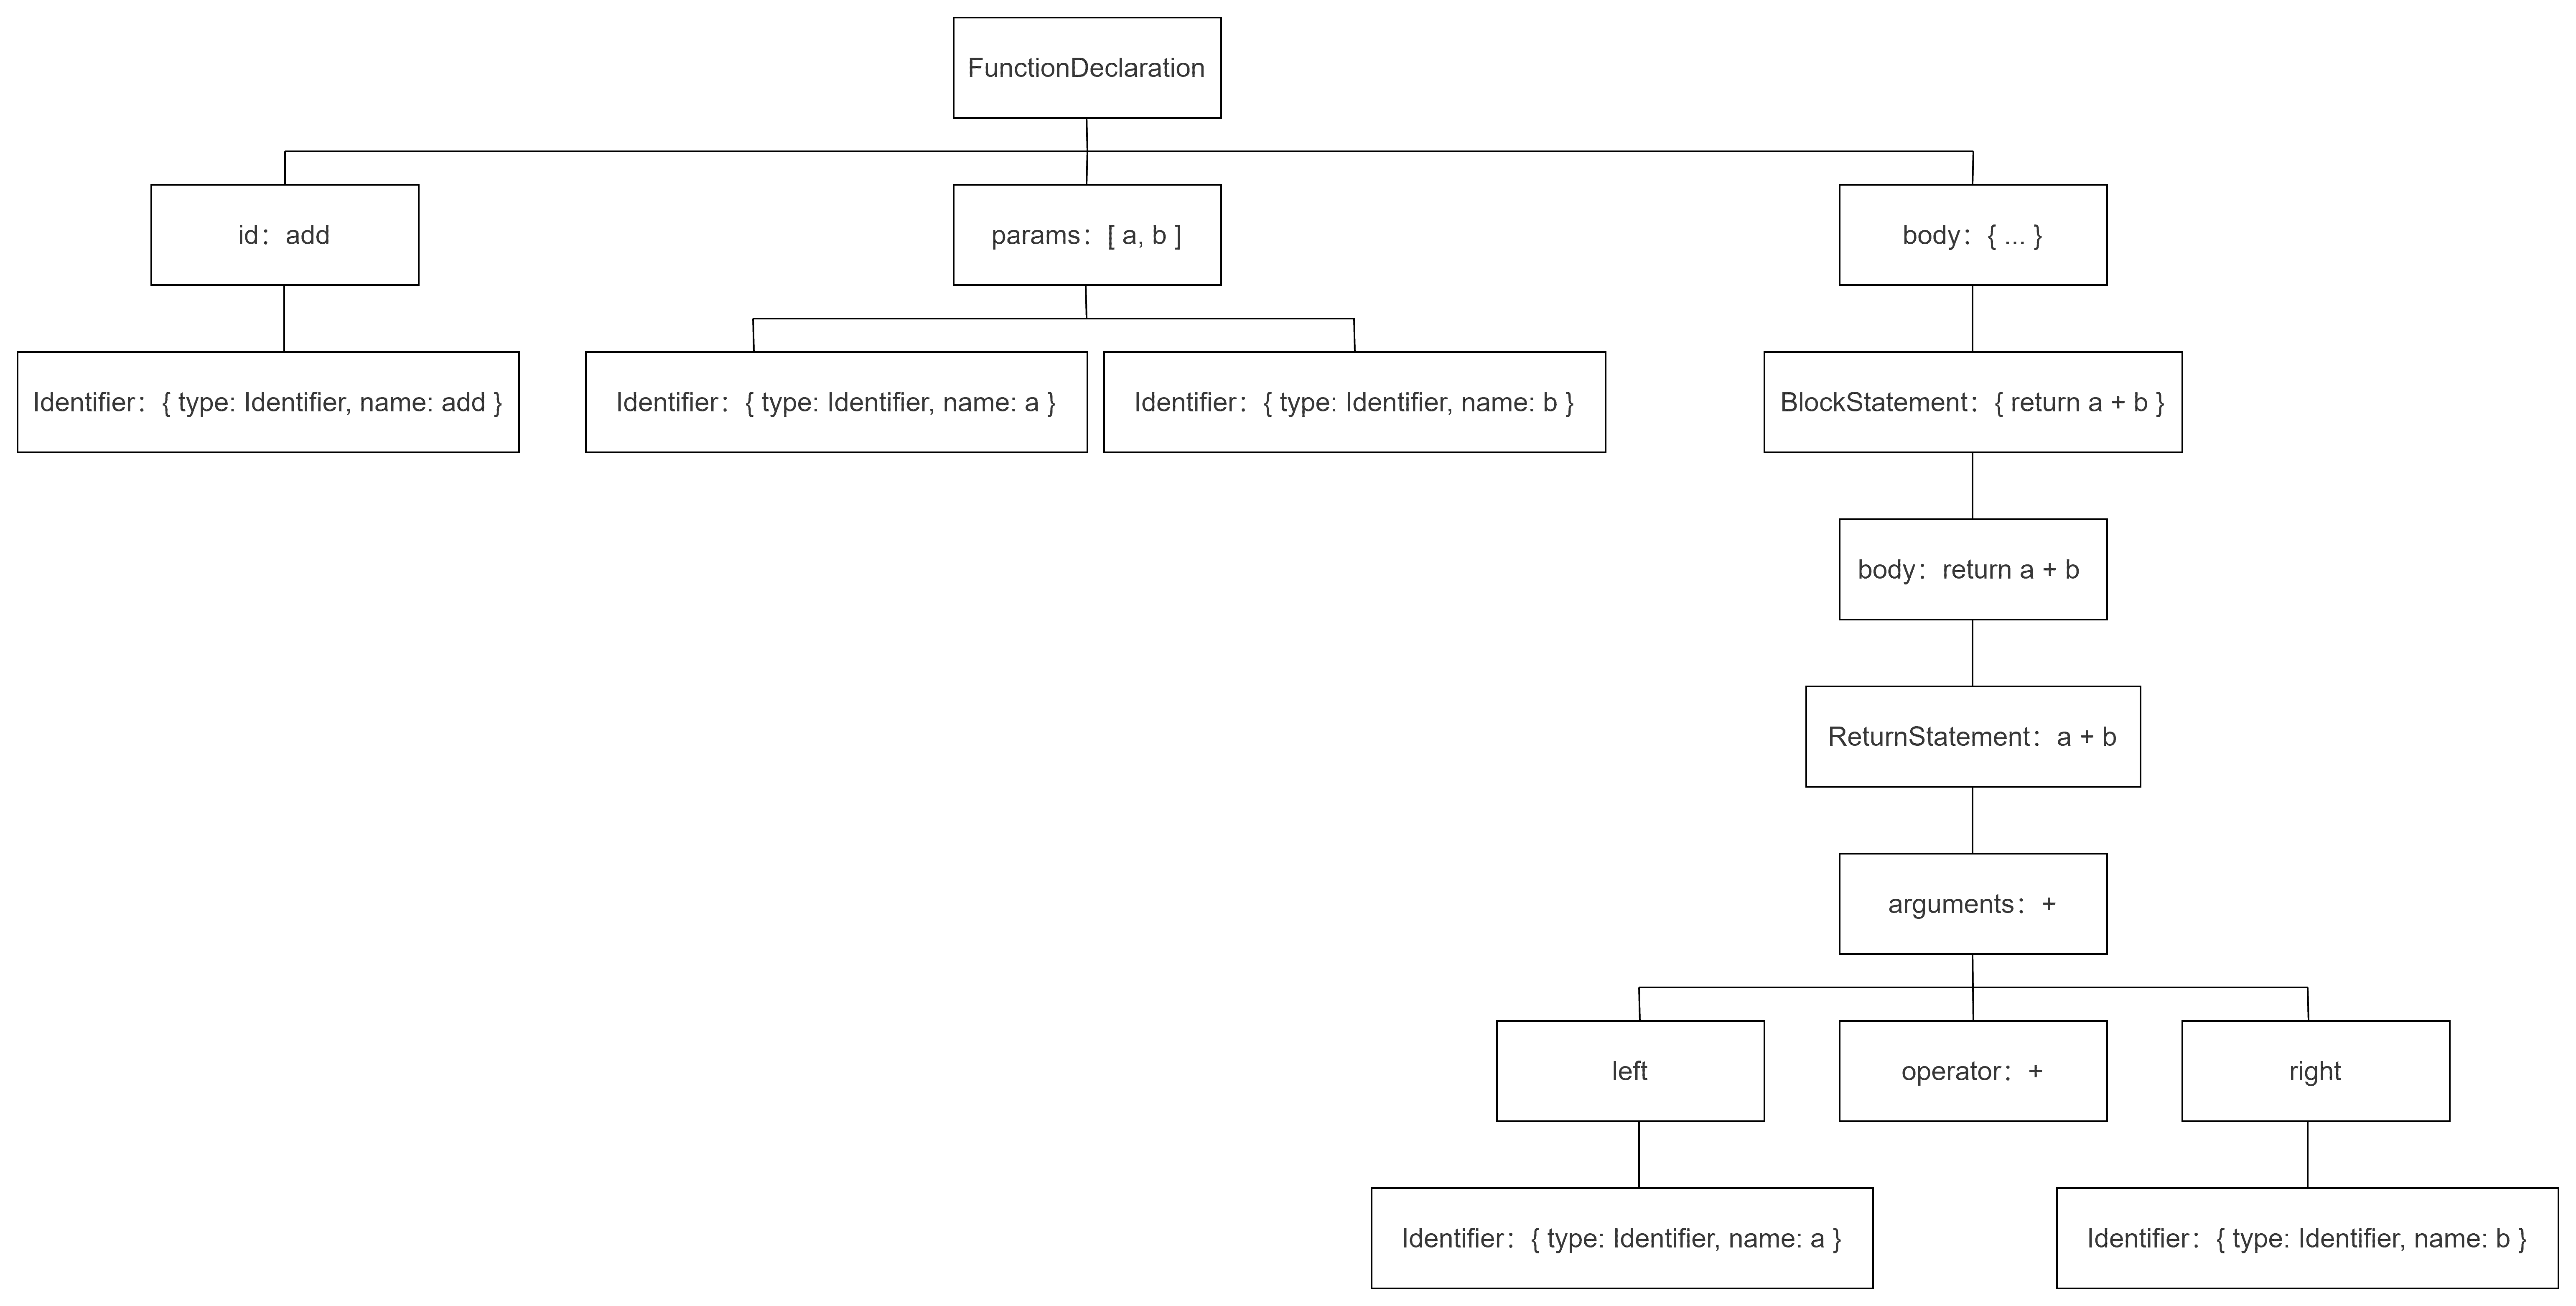 FunctionDeclaration
id：add
params：[ a, b ]
body：{ ... }
Identifier：{ type: Identifier, name: add }
Identifier：{ type: Identifier, name: a }
Identifier：{ type: Identifier, name: b }
BlockStatement：{ return a + b }
body：return a + b
ReturnStatement：a + b
arguments：+
left
operator：+
right
Identifier：{ type: Identifier, name: a }
Identifier：{ type: Identifier, name: b }